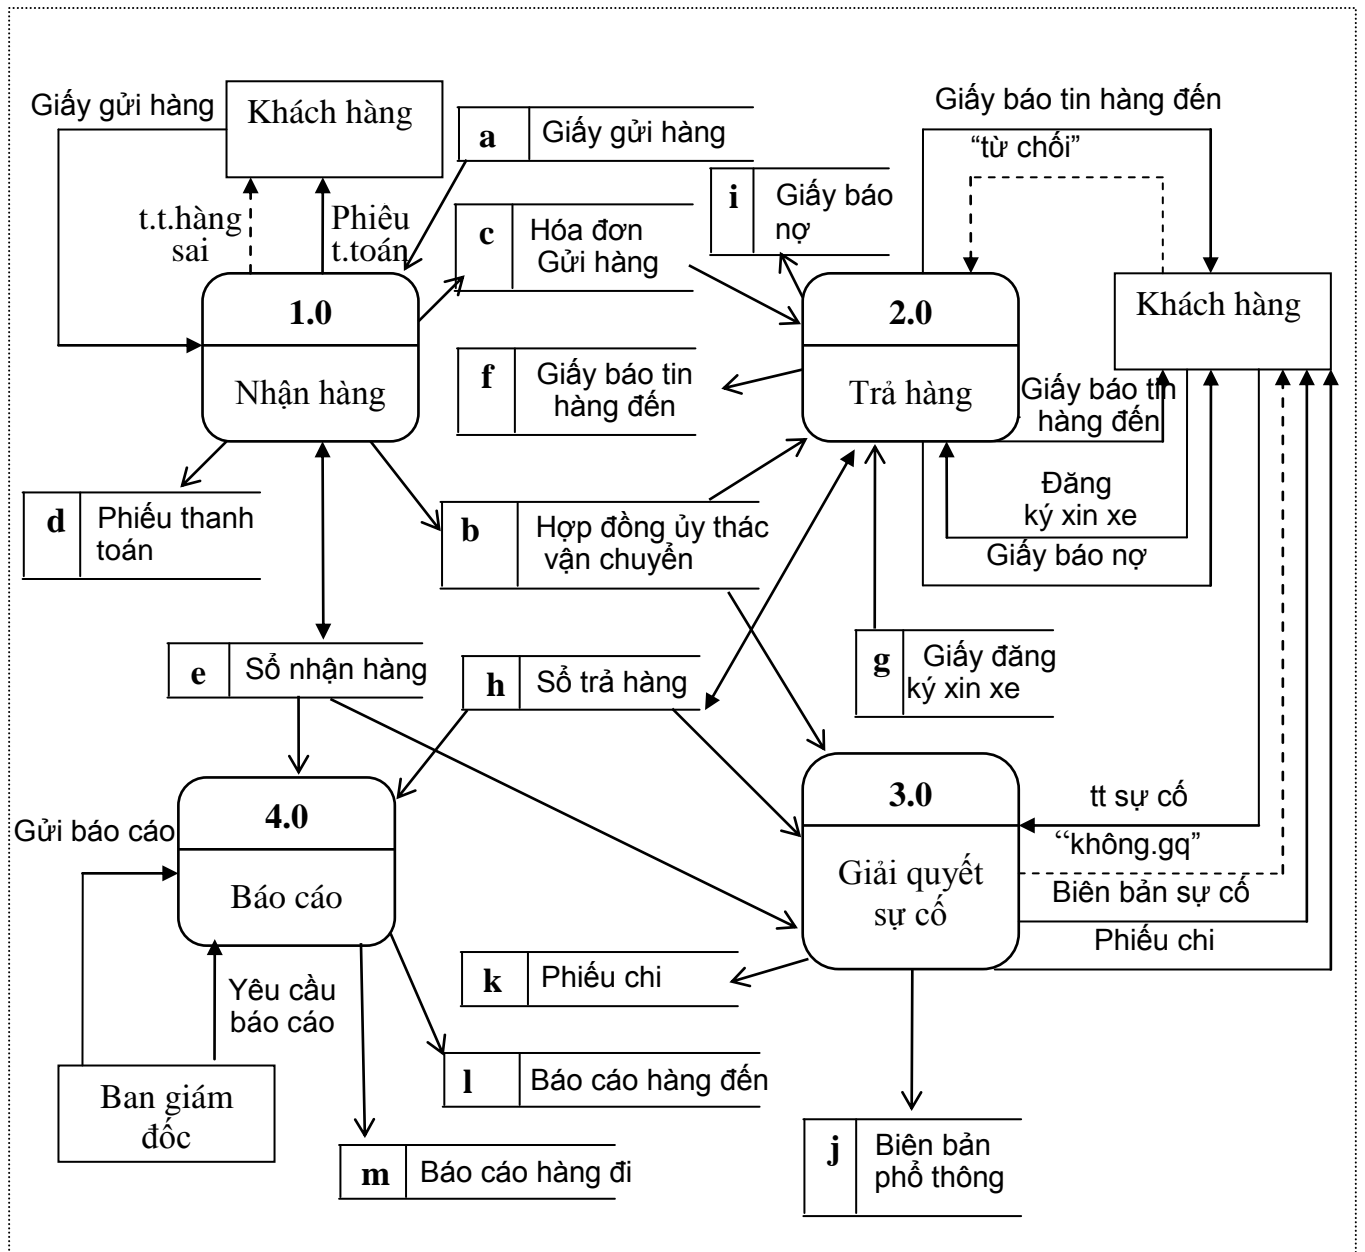 Giấy gửi hàng
Khách hàng
t.t.hàng
sai
Phiêu
t.toán
a
Giấy gửi hàng
Giấy báo tin hàng đến
“từ chối”
i
Giấy báo
nợ
c
Hóa đơn
Gửi hàng
1.0
Nhận hàng
2.0
Trả hàng
Khách hàng
f
Giấy báo tin
hàng đến
Giấy báo tin
hàng đến
d
Phiếu thanh
toán
b
Hợp đồng ủy thác
vận chuyển
Đăng
ký xin xe
Giấy báo nợ
e
Sổ nhận hàng
h
Sổ trả hàng
g
Giấy đăng
ký xin xe
4.0
Báo cáo
Gửi báo cáo
3.0
Giải quyết
sự cố
tt sự cố
“không.gq”
Biên bản sự cố
Phiếu chi
Yêu cầu
báo cáo
k
Phiếu chi
Ban giám
đốc
l
Báo cáo hàng đến
m
Báo cáo hàng đi
j
Biên bản
phổ thông